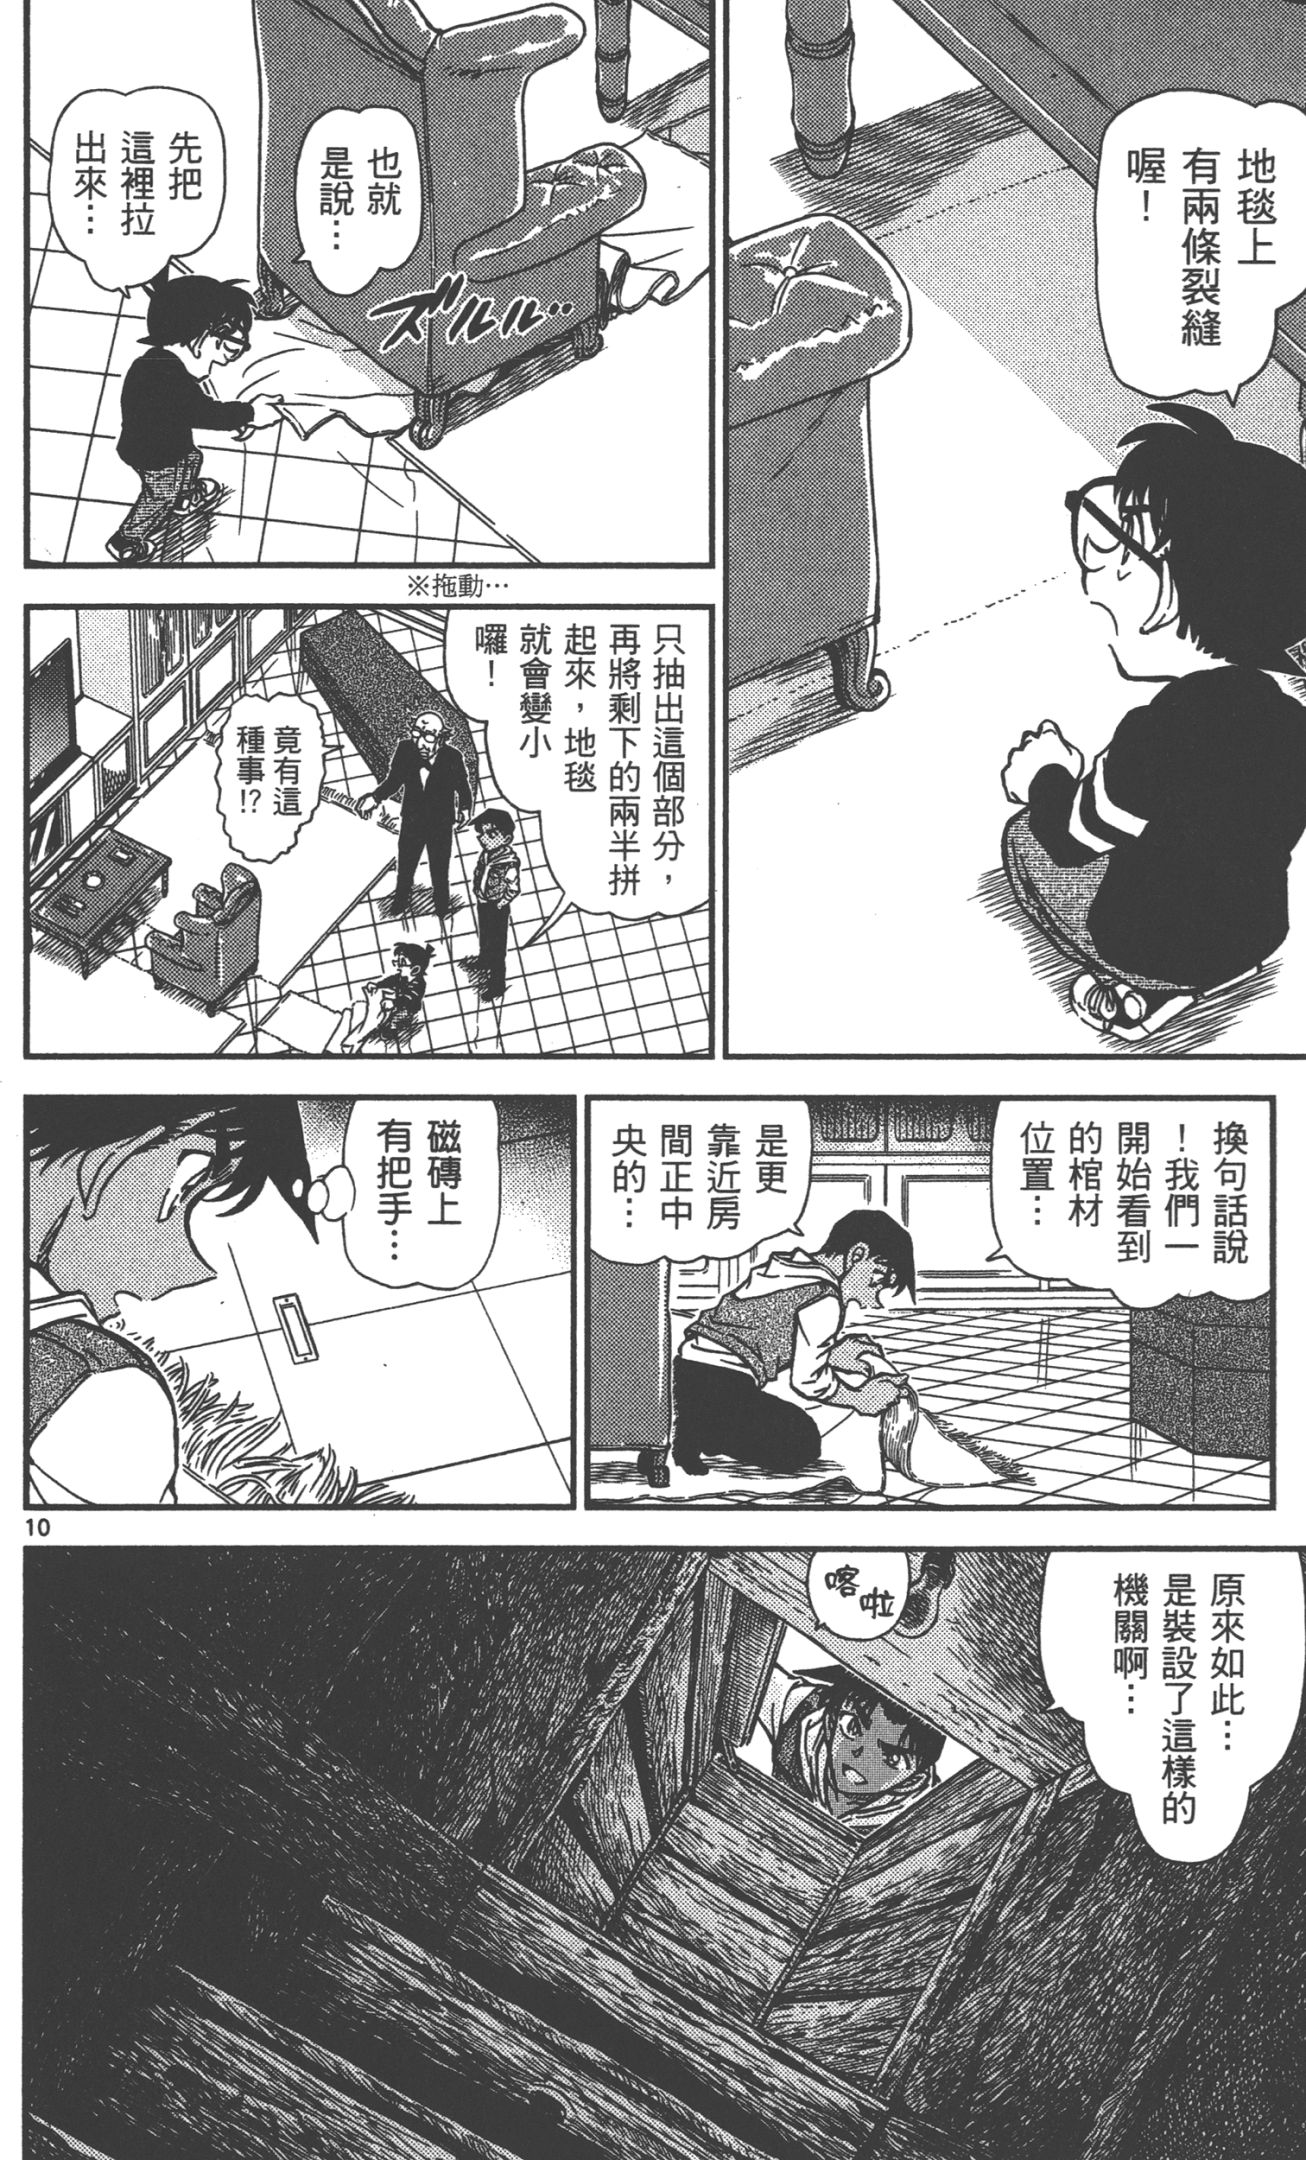 地毯上
有兩條裂縫
喔！
也就
是說…
先把
這裡拉
出來…
ズルルル‥
※拖動…
只抽出這個部分，
再將剩下的兩半拼
起來，地毯
就會變小
囉！
竟有這
種事!?
換句話說
！我們一
開始看到
的棺材
位置…
是更
靠近房
間正中
央的…
磁磚上
有把手…
10
喀啦
原來如此…
是裝設了這樣的
機關啊…